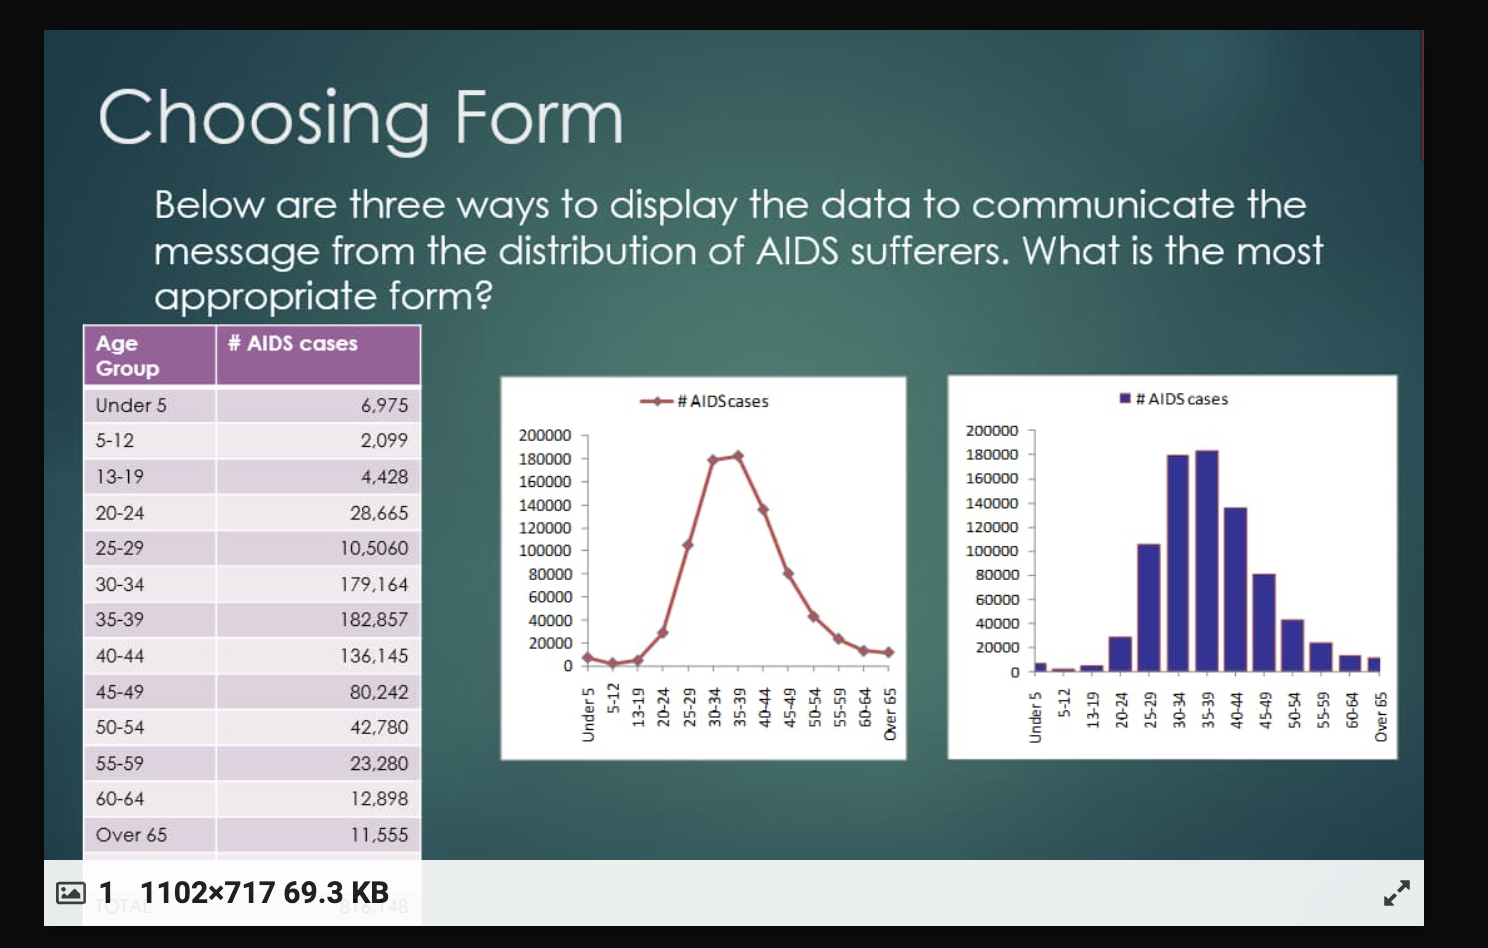 Choosing Form
Below are three ways to display the data to communicate the
message from the distribution of AIDS sufferers. What is the most
appropriate form?
Age Group # AIDS cases
Under 5 6,975
5-12 2,099
13-19 4,428
20-24 28,665
25-29 10,5060
30-34 179,164
35-39 182,857
40-44 136,145
45-49 80,242
50-54 42,780
55-59 23,280
60-64 12,898
Over 65 11,555
TOTAL
# AIDS cases
200000
180000
160000
140000
120000
100000
80000
60000
40000
20000
0
Under 5 5-12 13-19 20-24 25-29 30-34 35-39 40-44 45-49 50-54 55-59 60-64 Over 65
# AIDS cases
200000
180000
160000
140000
120000
100000
80000
60000
40000
20000
0
Under 5 5-12 13-19 20-24 25-29 30-34 35-39 40-44 45-49 50-54 55-59 60-64 Over 65
1 1102×717 69.3 KB